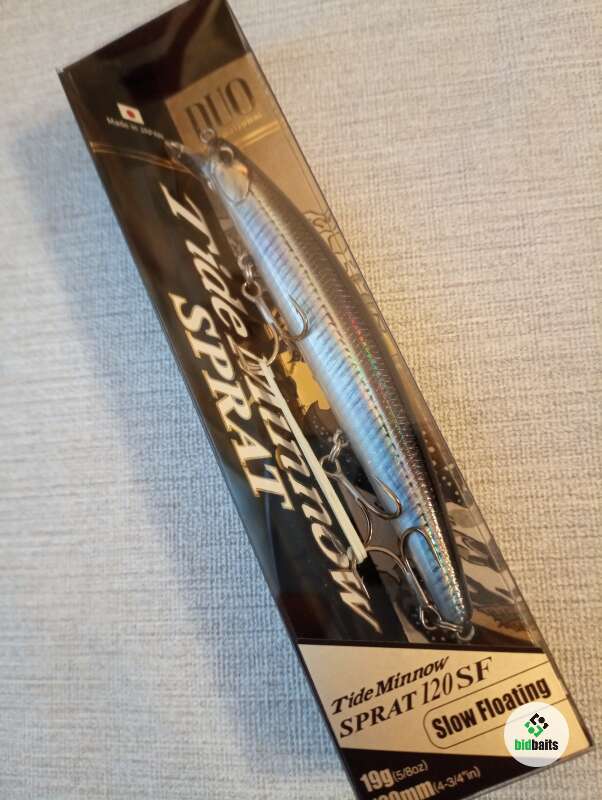 DUO
Made in JAPAN
Tide Minnow
SPRAT
Tide Minnow
SPRAT 120 SF
Slow Floating
19g (5/8oz)
(4-3/4"in)
bidbaits